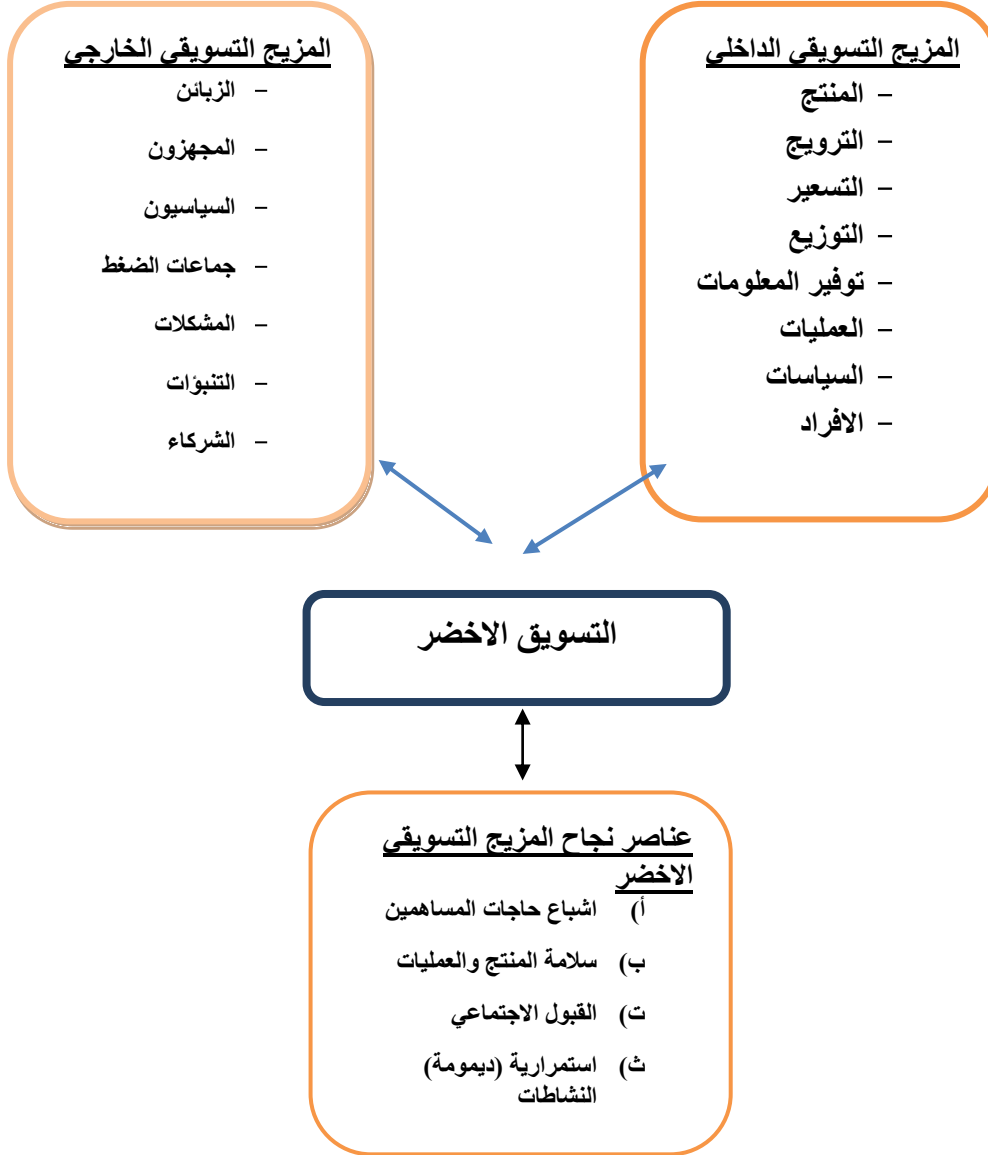 المزيج التسويقي الداخلي
– المنتج
– الترويج
– التسعير
– التوزيع
– توفير المعلومات
– العمليات
– السياسات
– الافراد
المزيج التسويقي الخارجي
– الزبائن
– المجهزون
– السياسيون
– جماعات الضغط
– المشكلات
– التنبؤات
– الشركاء
التسويق الاخضر
عناصر نجاح المزيج التسويقي
الاخضر
أ) اشباع حاجات المساهمين
ب) سلامة المنتج والعمليات
ت) القبول الاجتماعي
ث) استمرارية (ديمومة)
النشاطات